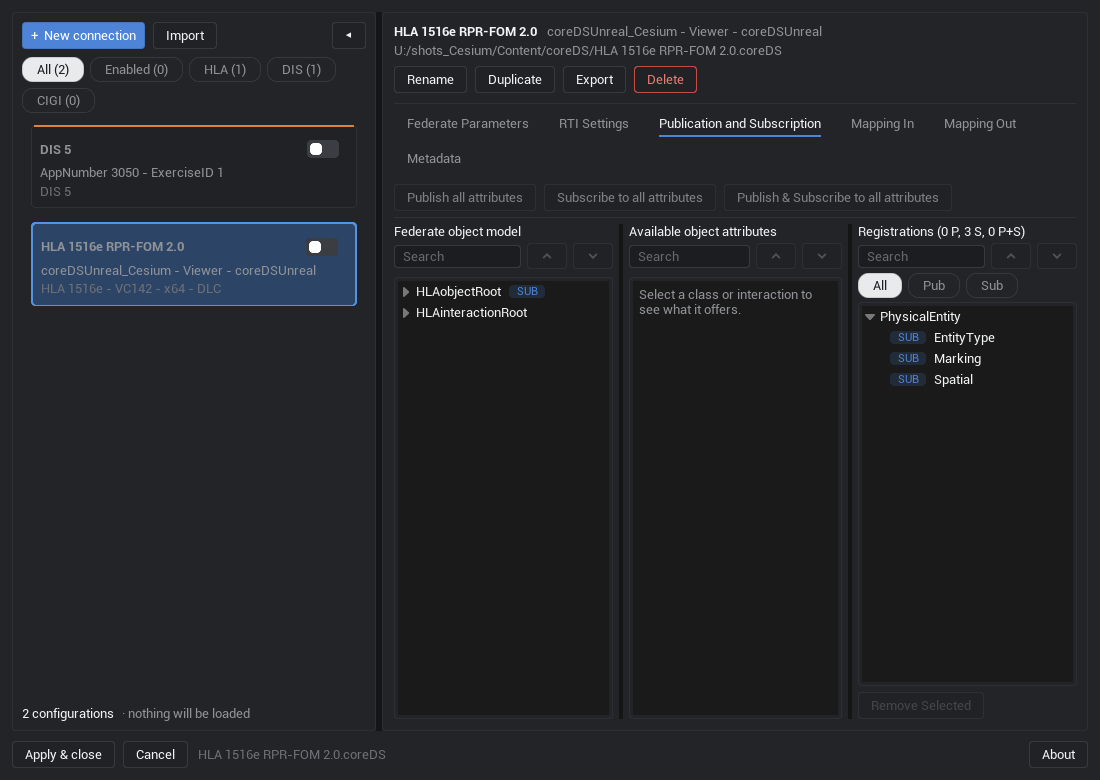 + New connection
Import
All (2)
Enabled (0)
HLA (1)
DIS (1)
CIGI (0)
DIS 5
AppNumber 3050 - ExerciseID 1
DIS 5
HLA 1516e RPR-FOM 2.0
coreDSUnreal_Cesium - Viewer - coreDSUnreal
HLA 1516e - VC142 - x64 - DLC
2 configurations · nothing will be loaded
HLA 1516e RPR-FOM 2.0 coreDSUnreal_Cesium - Viewer - coreDSUnreal
U:/shots_Cesium/Content/coreDS/HLA 1516e RPR-FOM 2.0.coreDS
Rename
Duplicate
Export
Delete
Federate Parameters
RTI Settings
Publication and Subscription
Mapping In
Mapping Out
Metadata
Publish all attributes
Subscribe to all attributes
Publish & Subscribe to all attributes
Federate object model
Search
HLAobjectRoot SUB
HLAinteractionRoot
Available object attributes
Search
Select a class or interaction to
see what it offers.
Registrations (0 P, 3 S, 0 P+S)
Search
All
Pub
Sub
PhysicalEntity
SUB EntityType
SUB Marking
SUB Spatial
Remove Selected
Apply & close
Cancel
HLA 1516e RPR-FOM 2.0.coreDS
About